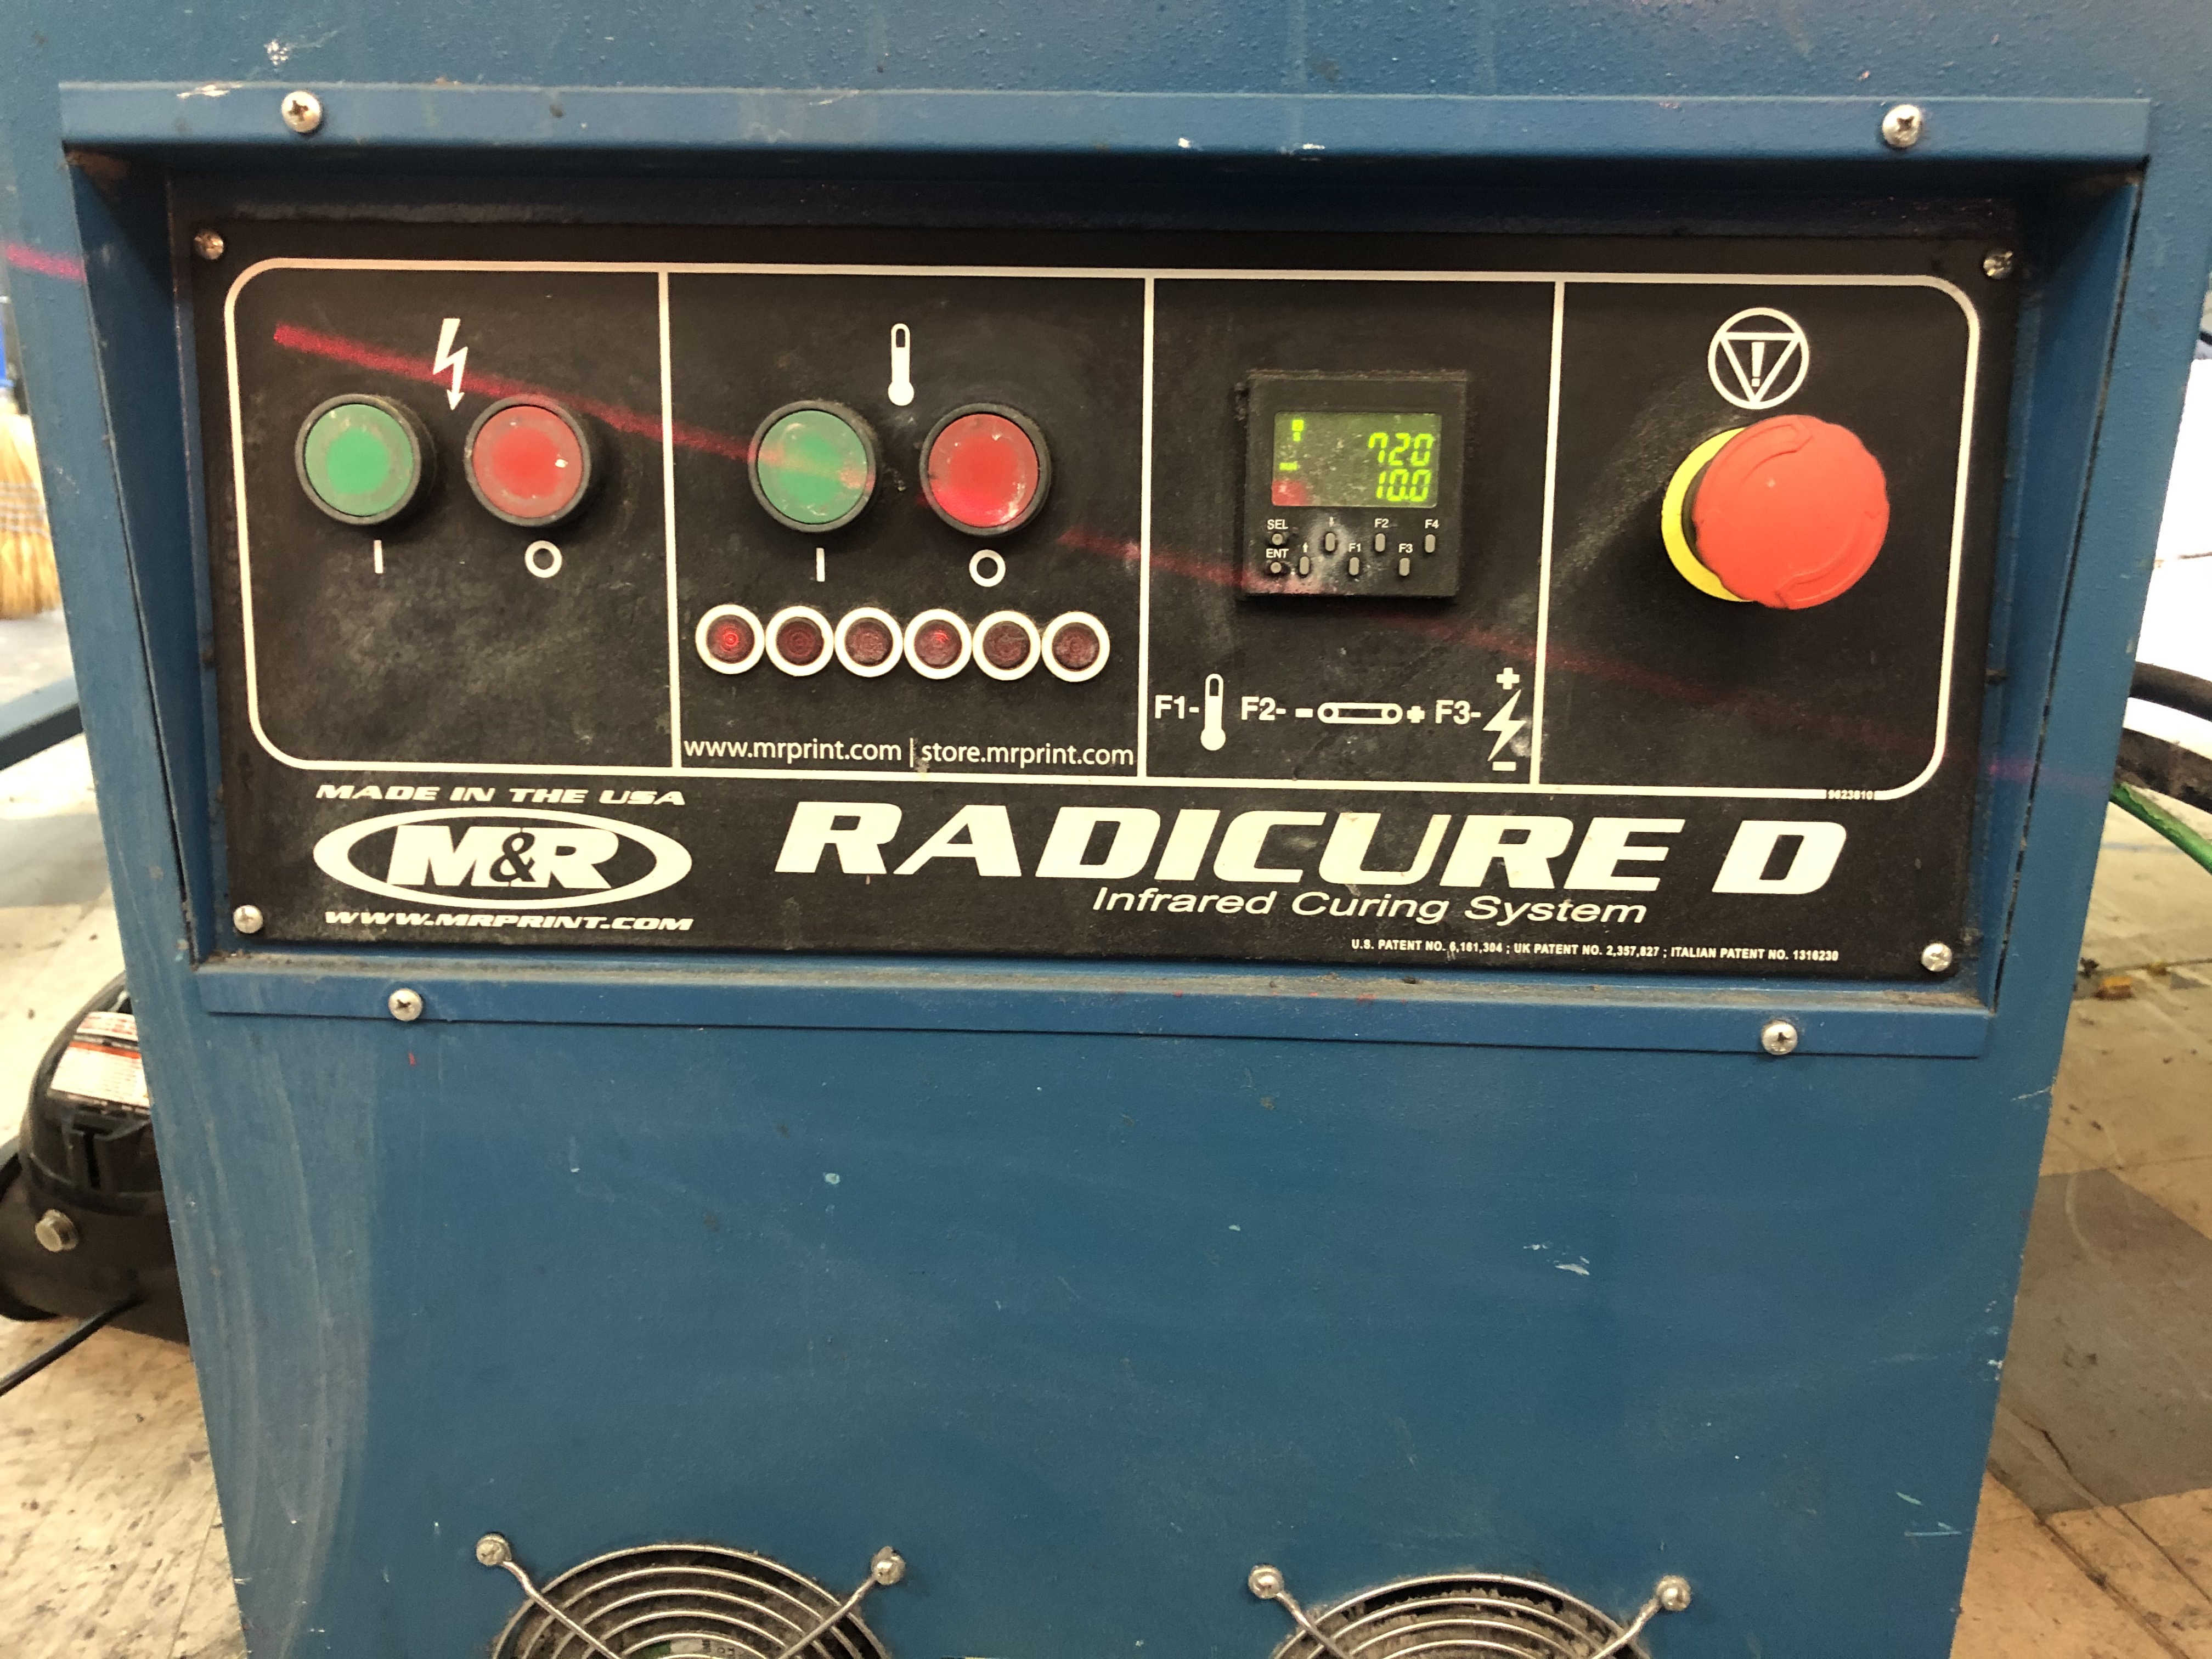 720
10.0
SEL
F2
F4
ENT
F1
F3
I
O
I
O
F1-
F2- - +
F3- + -
www.mrprint.com | store.mrprint.com
9823610
MADE IN THE USA
M&R
WWW.MRPRINT.COM
RADICURE D
Infrared Curing System
U.S. PATENT NO. 6,161,304 ; UK PATENT NO. 2,357,827 ; ITALIAN PATENT NO. 1316230